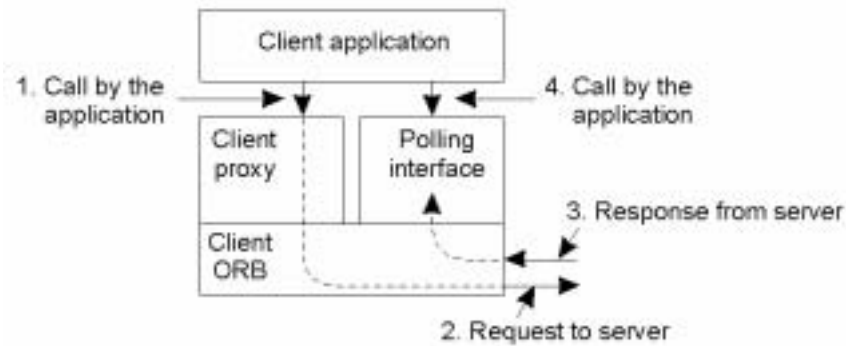 Client application
1. Call by the
application
4. Call by the
application
Client
proxy
Polling
interface
3. Response from server
Client
ORB
2. Request to server